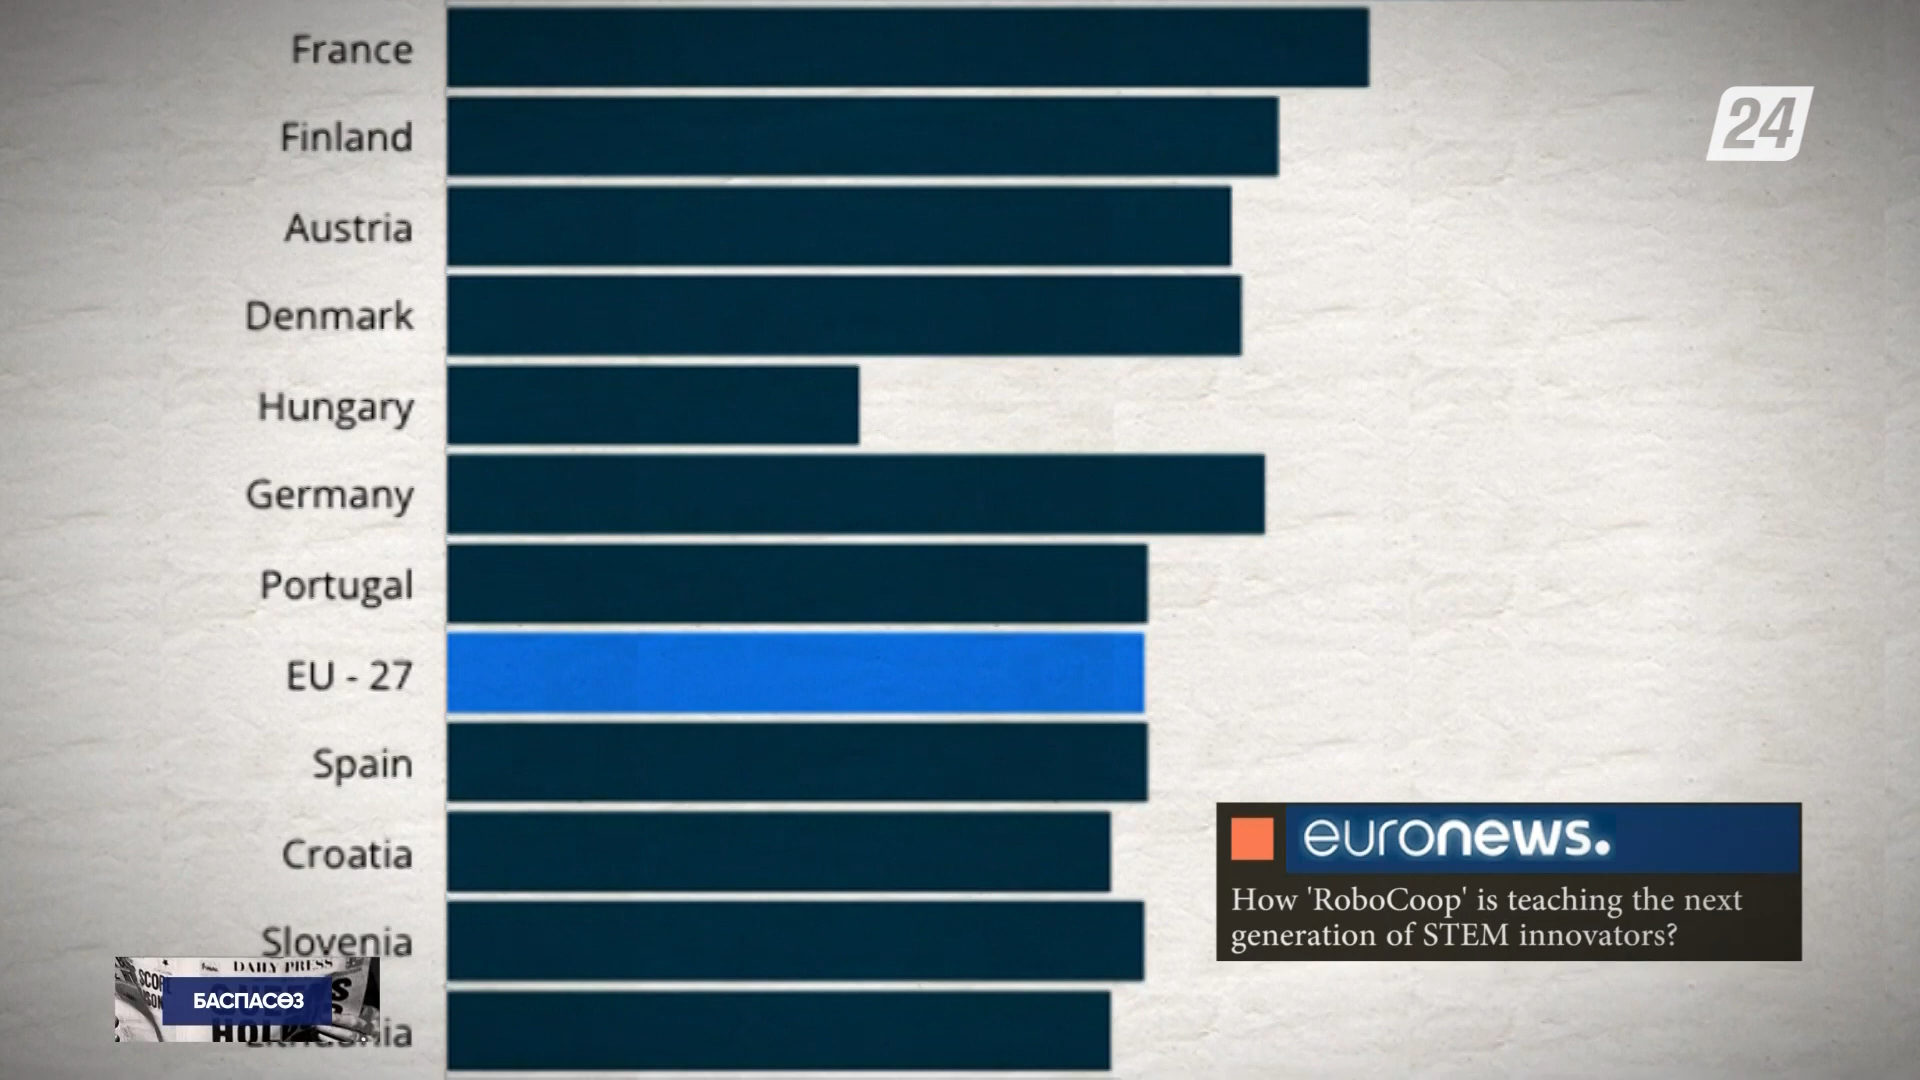 France
Finland
Austria
Denmark
Hungary
Germany
Portugal
EU - 27
Spain
Croatia
Slovenia
24
euronews.
How 'RoboCoop' is teaching the next
generation of STEM innovators?
DAILY PRESS
БАСПАСӨЗ